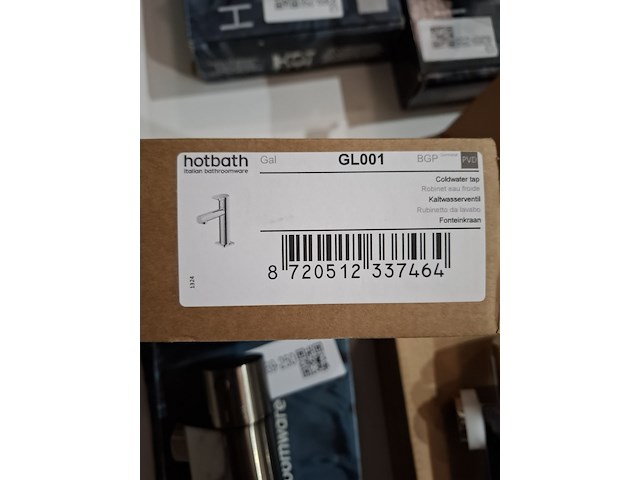 H
hotbath
Italian bathroomware
Gal
GL001
BGP
PVD
Coldwater tap
Robinet eau froide
Kaltwasserventil
Rubinetto da lavabo
Fonteinkraan
1324
8 720512 337464
oomware